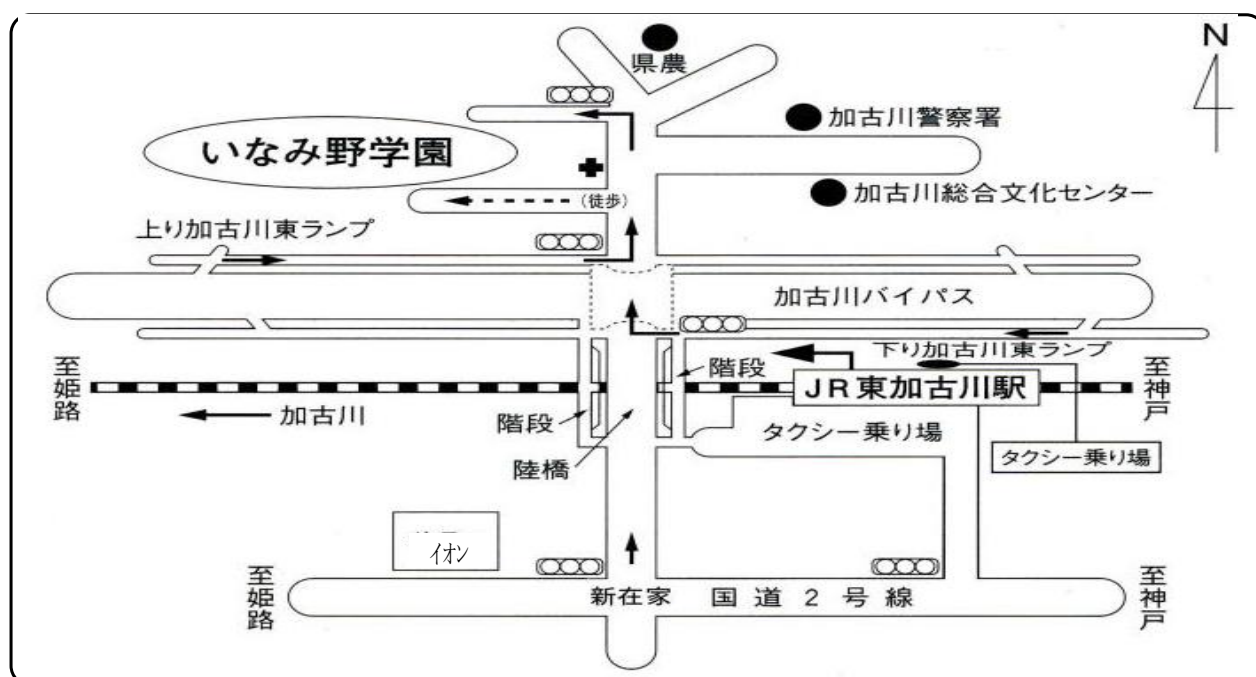 N
県農
加古川警察署
いなみ野学園
加古川総合文化センター
(徒歩)
上り加古川東ランプ
加古川バイパス
下り加古川東ランプ
階段
至姫路
JR東加古川駅
至神戸
加古川
階段
タクシー乗り場
タクシー乗り場
陸橋
イオン
至姫路
新在家
国道2号線
至神戸